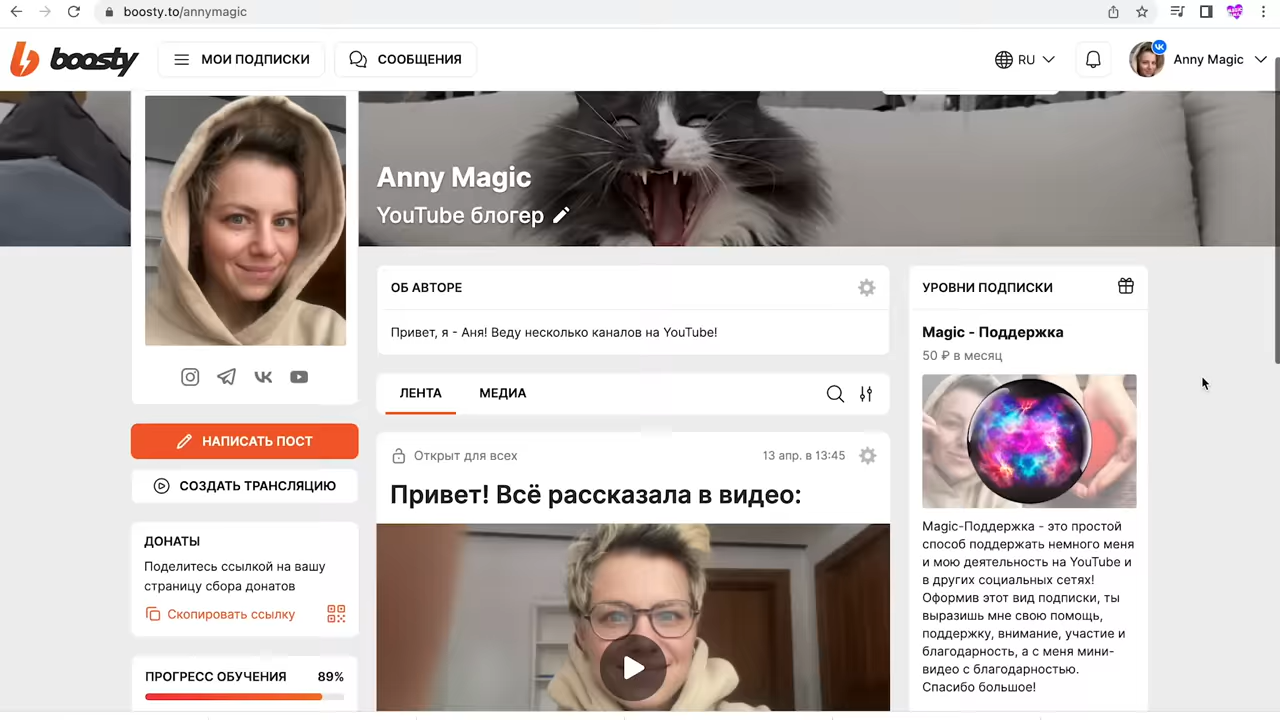 boosty.to/annymagic
boosty
МОИ ПОДПИСКИ
СООБЩЕНИЯ
RU
Anny Magic
Anny Magic
YouTube блогер
ОБ АВТОРЕ
Привет, я - Аня! Веду несколько каналов на YouTube!
ЛЕНТА
МЕДИА
Открыт для всех
13 апр. в 13:45
Привет! Всё рассказала в видео:
НАПИСАТЬ ПОСТ
СОЗДАТЬ ТРАНСЛЯЦИЮ
ДОНАТЫ
Поделитесь ссылкой на вашу
страницу сбора донатов
Скопировать ссылку
ПРОГРЕСС ОБУЧЕНИЯ 89%
УРОВНИ ПОДПИСКИ
Magic - Поддержка
50 ₽ в месяц
Magic-Поддержка - это простой
способ поддержать немного меня
и мою деятельность на YouTube и
в других социальных сетях!
Оформив этот вид подписки, ты
выразишь мне свою помощь,
поддержку, внимание, участие и
благодарность, а с меня мини-
видео с благодарностью.
Спасибо большое!